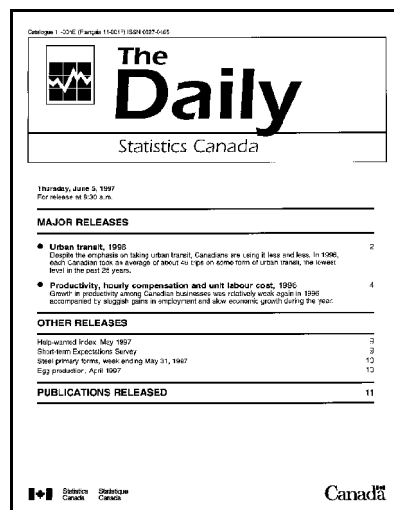 Catalogue 11-001E (Français 11-001F) ISSN 0827-0465
The
Daily
Statistics Canada
Thursday, June 5, 1997
For release at 8:30 a.m.
MAJOR RELEASES
● Urban transit, 1996 2
Despite the emphasis on taking urban transit, Canadians are using it less and less. In 1996,
each Canadian took an average of about 46 trips on some form of urban transit, the lowest
level in the past 25 years.
● Productivity, hourly compensation and unit labour cost, 1996 4
Growth in productivity among Canadian businesses was relatively weak again in 1996
accompanied by sluggish gains in employment and slow economic growth during the year.
OTHER RELEASES
Help-wanted index, May 1997 9
Short-term Expectations Survey 9
Steel primary forms, week ending May 31, 1997 10
Egg production, April 1997 10
PUBLICATIONS RELEASED 11
Statistics Statistique
Canada Canada
Canada